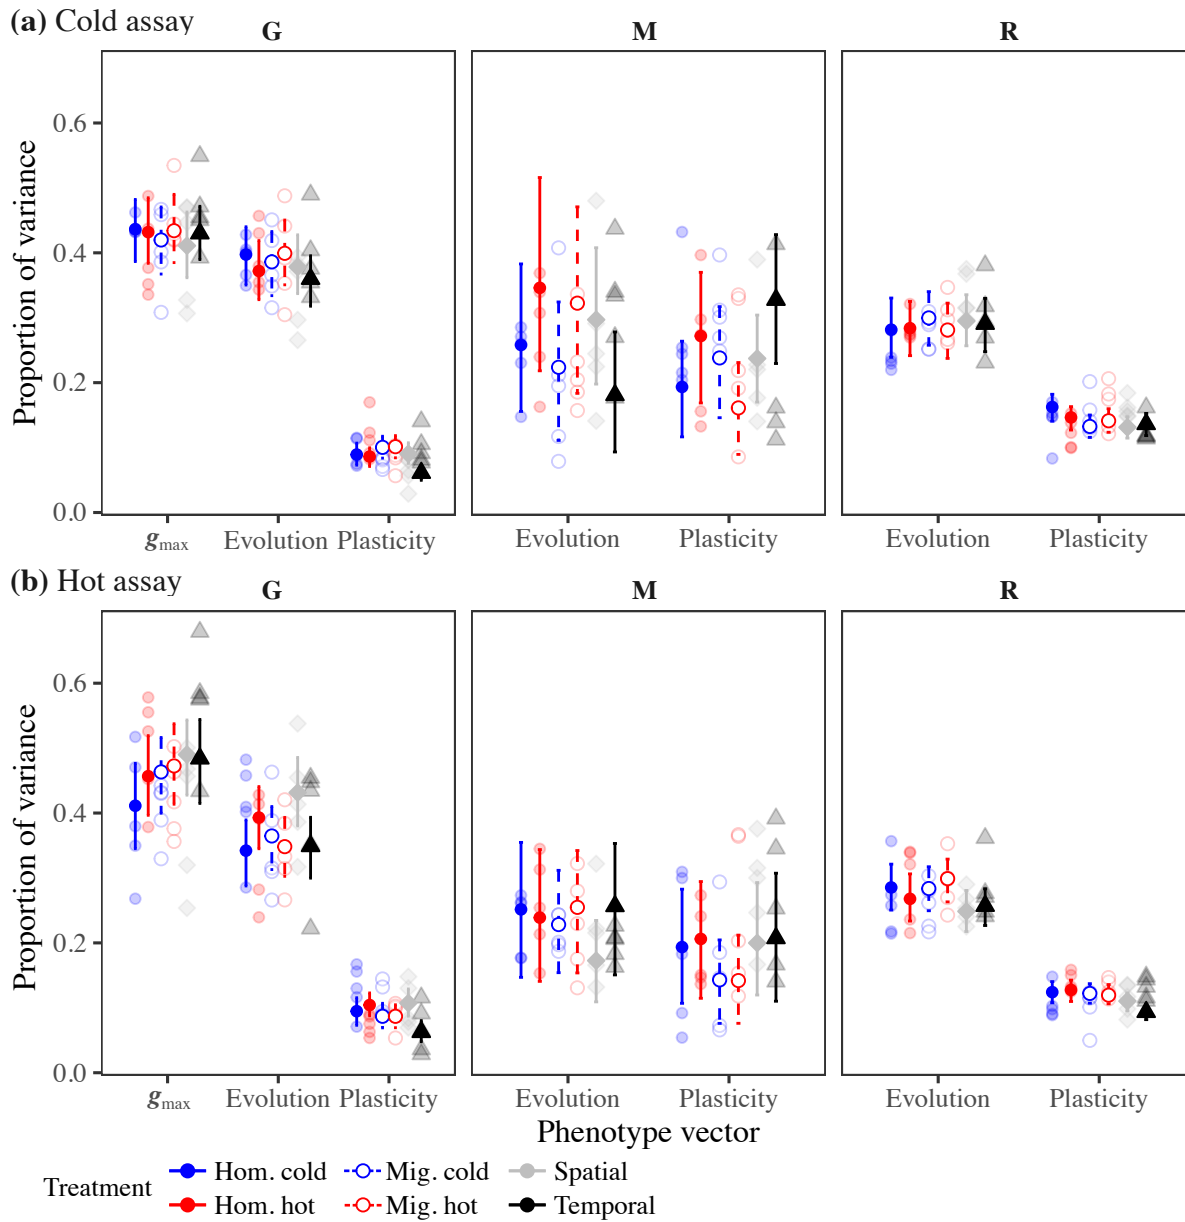 (a) Cold assay
G M R
Proportion of variance
0.6
0.4
0.2
0.0
gmax Evolution Plasticity Evolution Plasticity Evolution Plasticity
(b) Hot assay
G M R
Proportion of variance
0.6
0.4
0.2
0.0
gmax Evolution Plasticity Evolution Plasticity Evolution Plasticity
Phenotype vector
Treatment
Hom. cold Mig. cold Spatial
Hom. hot Mig. hot Temporal